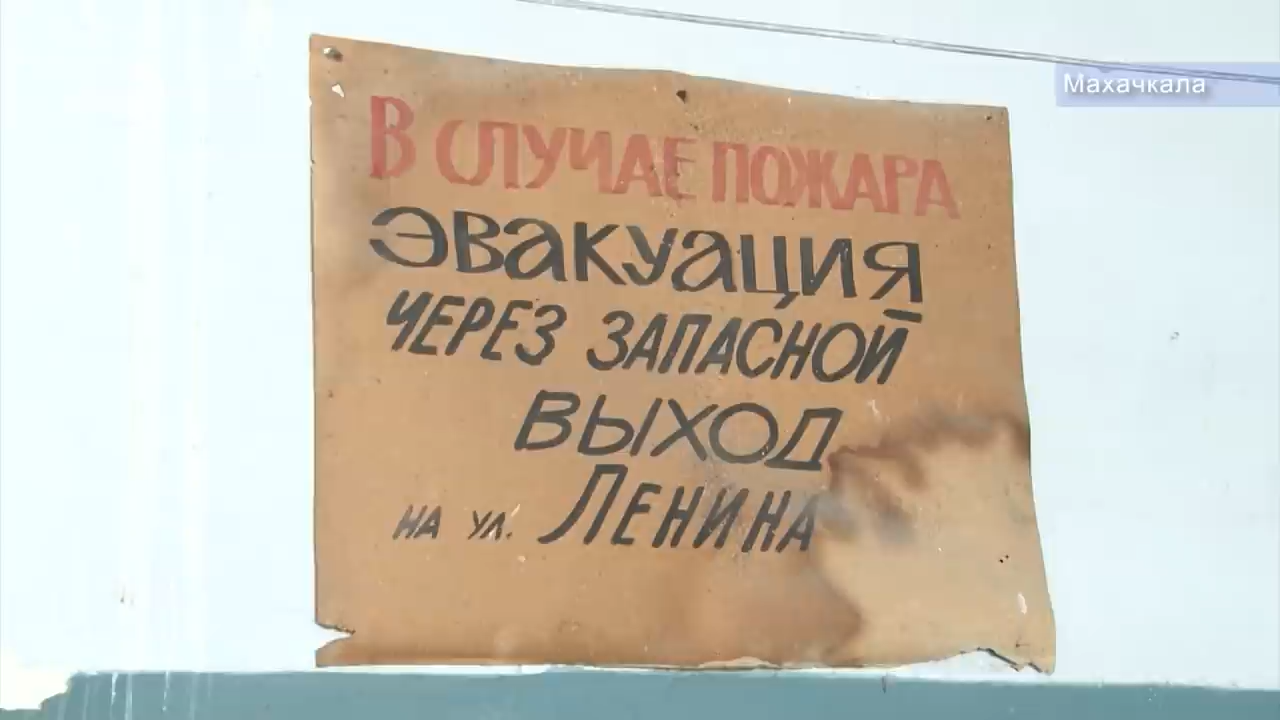 Махачкала
В СЛУЧАЕ ПОЖАРА
ЭВАКУАЦИЯ
ЧЕРЕЗ ЗАПАСНОЙ
ВЫХОД
НА УЛ. ЛЕНИНА